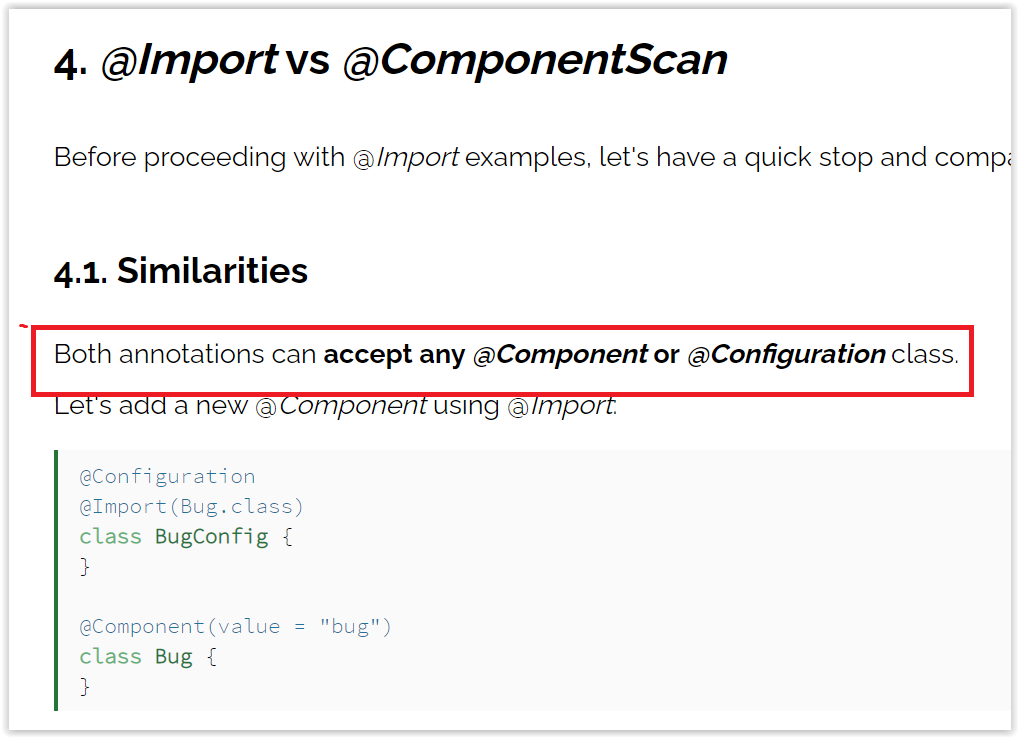 4. @Import vs @ComponentScan
Before proceeding with @Import examples, let's have a quick stop and compa
4.1. Similarities
Both annotations can accept any @Component or @Configuration class.
Let's add a new @Component using @Import:
@Configuration
@Import(Bug.class)
class BugConfig {
}
@Component(value = "bug")
class Bug {
}